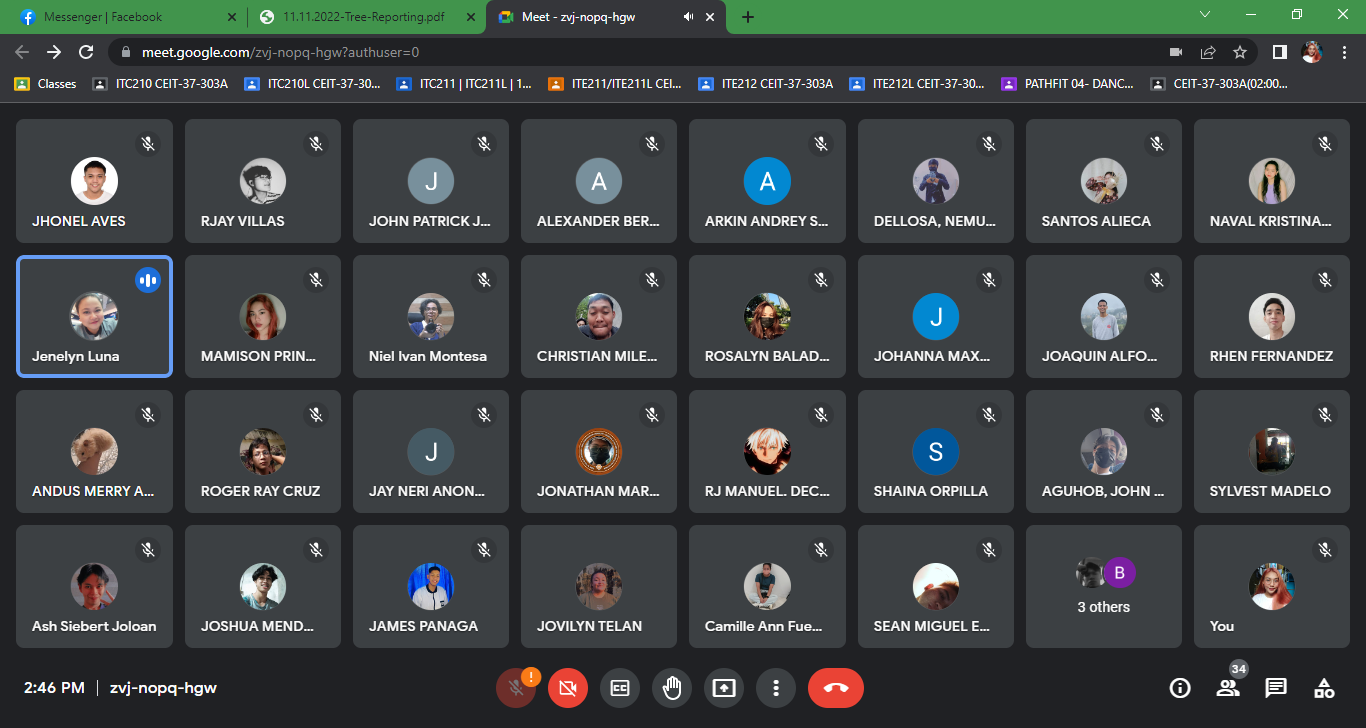 Messenger | Facebook
11.11.2022-Tree-Reporting.pdf
Meet - zvj-nopq-hgw
meet.google.com/zvj-nopq-hgw?authuser=0
Classes
ITC210 CEIT-37-303A
ITC210L CEIT-37-30...
ITC211 | ITC211L | 1...
ITE211/ITE211L CEI...
ITE212 CEIT-37-303A
ITE212L CEIT-37-30...
PATHFIT 04- DANC...
CEIT-37-303A(02:00...
JHONEL AVES
RJAY VILLAS
J
JOHN PATRICK J...
A
ALEXANDER BER...
A
ARKIN ANDREY S...
DELLOSA, NEMU...
SANTOS ALIECA
NAVAL KRISTINA...
Jenelyn Luna
MAMISON PRIN...
Niel Ivan Montesa
CHRISTIAN MILE...
ROSALYN BALAD...
J
JOHANNA MAX...
JOAQUIN ALFO...
RHEN FERNANDEZ
ANDUS MERRY A...
ROGER RAY CRUZ
J
JAY NERI ANON...
JONATHAN MAR...
RJ MANUEL. DEC...
S
SHAINA ORPILLA
AGUHOB, JOHN ...
SYLVEST MADELO
Ash Siebert Joloan
JOSHUA MEND...
JAMES PANAGA
JOVILYN TELAN
Camille Ann Fue...
SEAN MIGUEL E...
B
3 others
You
2:46 PM | zvj-nopq-hgw
!
CC
34